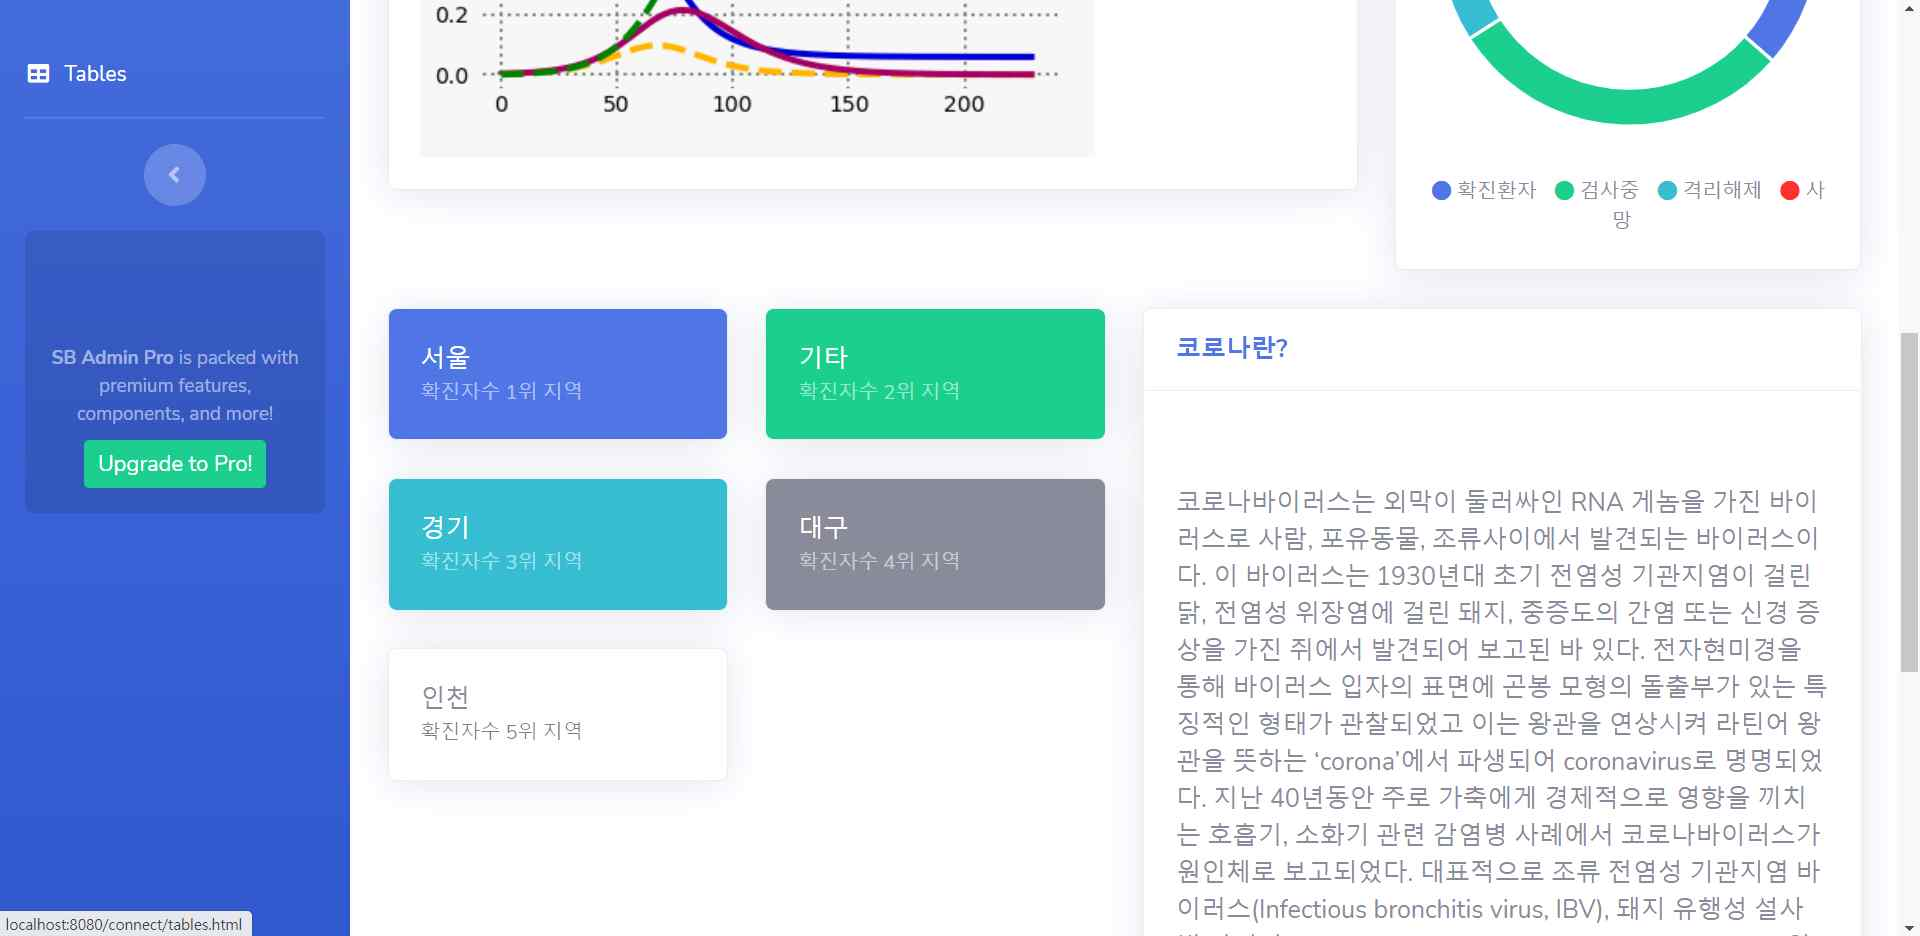 Tables
SB Admin Pro is packed with
premium features,
components, and more!
Upgrade to Pro!
0.2
0.0
0 50 100 150 200
확진환자 검사중 격리해제 사
망
서울
확진자수 1위 지역
기타
확진자수 2위 지역
경기
확진자수 3위 지역
대구
확진자수 4위 지역
인천
확진자수 5위 지역
코로나란?
코로나바이러스는 외막이 둘러싸인 RNA 게놈을 가진 바이
러스로 사람, 포유동물, 조류사이에서 발견되는 바이러스이
다. 이 바이러스는 1930년대 초기 전염성 기관지염이 걸린
닭, 전염성 위장염에 걸린 돼지, 중증도의 간염 또는 신경 증
상을 가진 쥐에서 발견되어 보고된 바 있다. 전자현미경을
통해 바이러스 입자의 표면에 곤봉 모형의 돌출부가 있는 특
징적인 형태가 관찰되었고 이는 왕관을 연상시켜 라틴어 왕
관을 뜻하는 ‘corona’에서 파생되어 coronavirus로 명명되었
다. 지난 40년동안 주로 가축에게 경제적으로 영향을 끼치
는 호흡기, 소화기 관련 감염병 사례에서 코로나바이러스가
원인체로 보고되었다. 대표적으로 조류 전염성 기관지염 바
이러스(Infectious bronchitis virus, IBV), 돼지 유행성 설사
localhost:8080/connect/tables.html